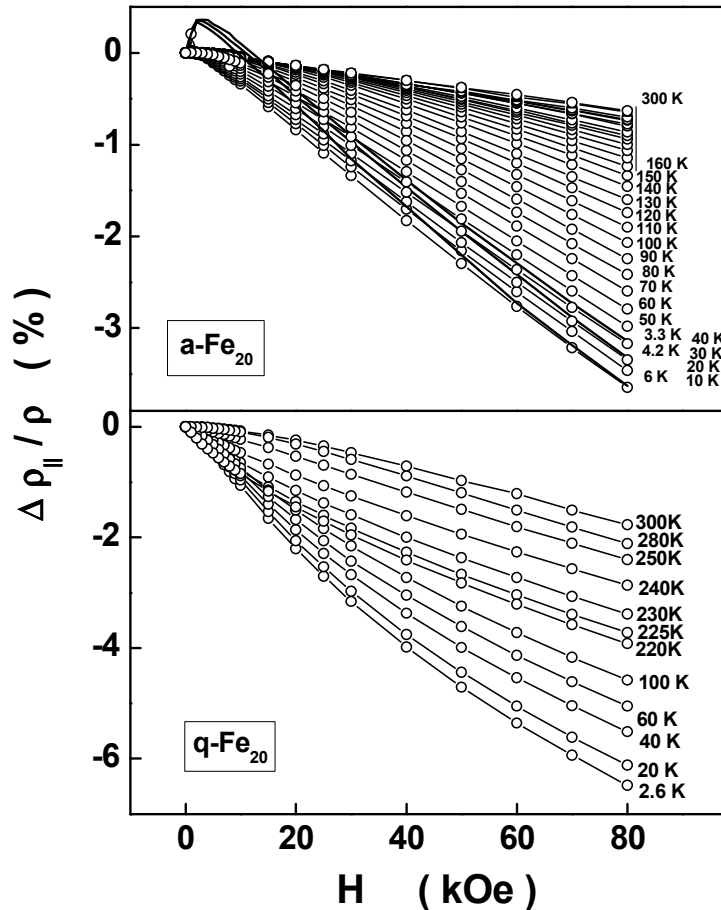 0
-1
-2
-3
a-Fe20
300 K
160 K
150 K
140 K
130 K
120 K
110 K
100 K
90 K
80 K
70 K
60 K
50 K
3.3 K 40 K
4.2 K 30 K
20 K
6 K 10 K
Δ ρ|| / ρ ( % )
0
-2
-4
-6
q-Fe20
300K
280K
250K
240K
230K
225K
220K
100 K
60 K
40 K
20 K
2.6 K
0 20 40 60 80
H ( kOe )